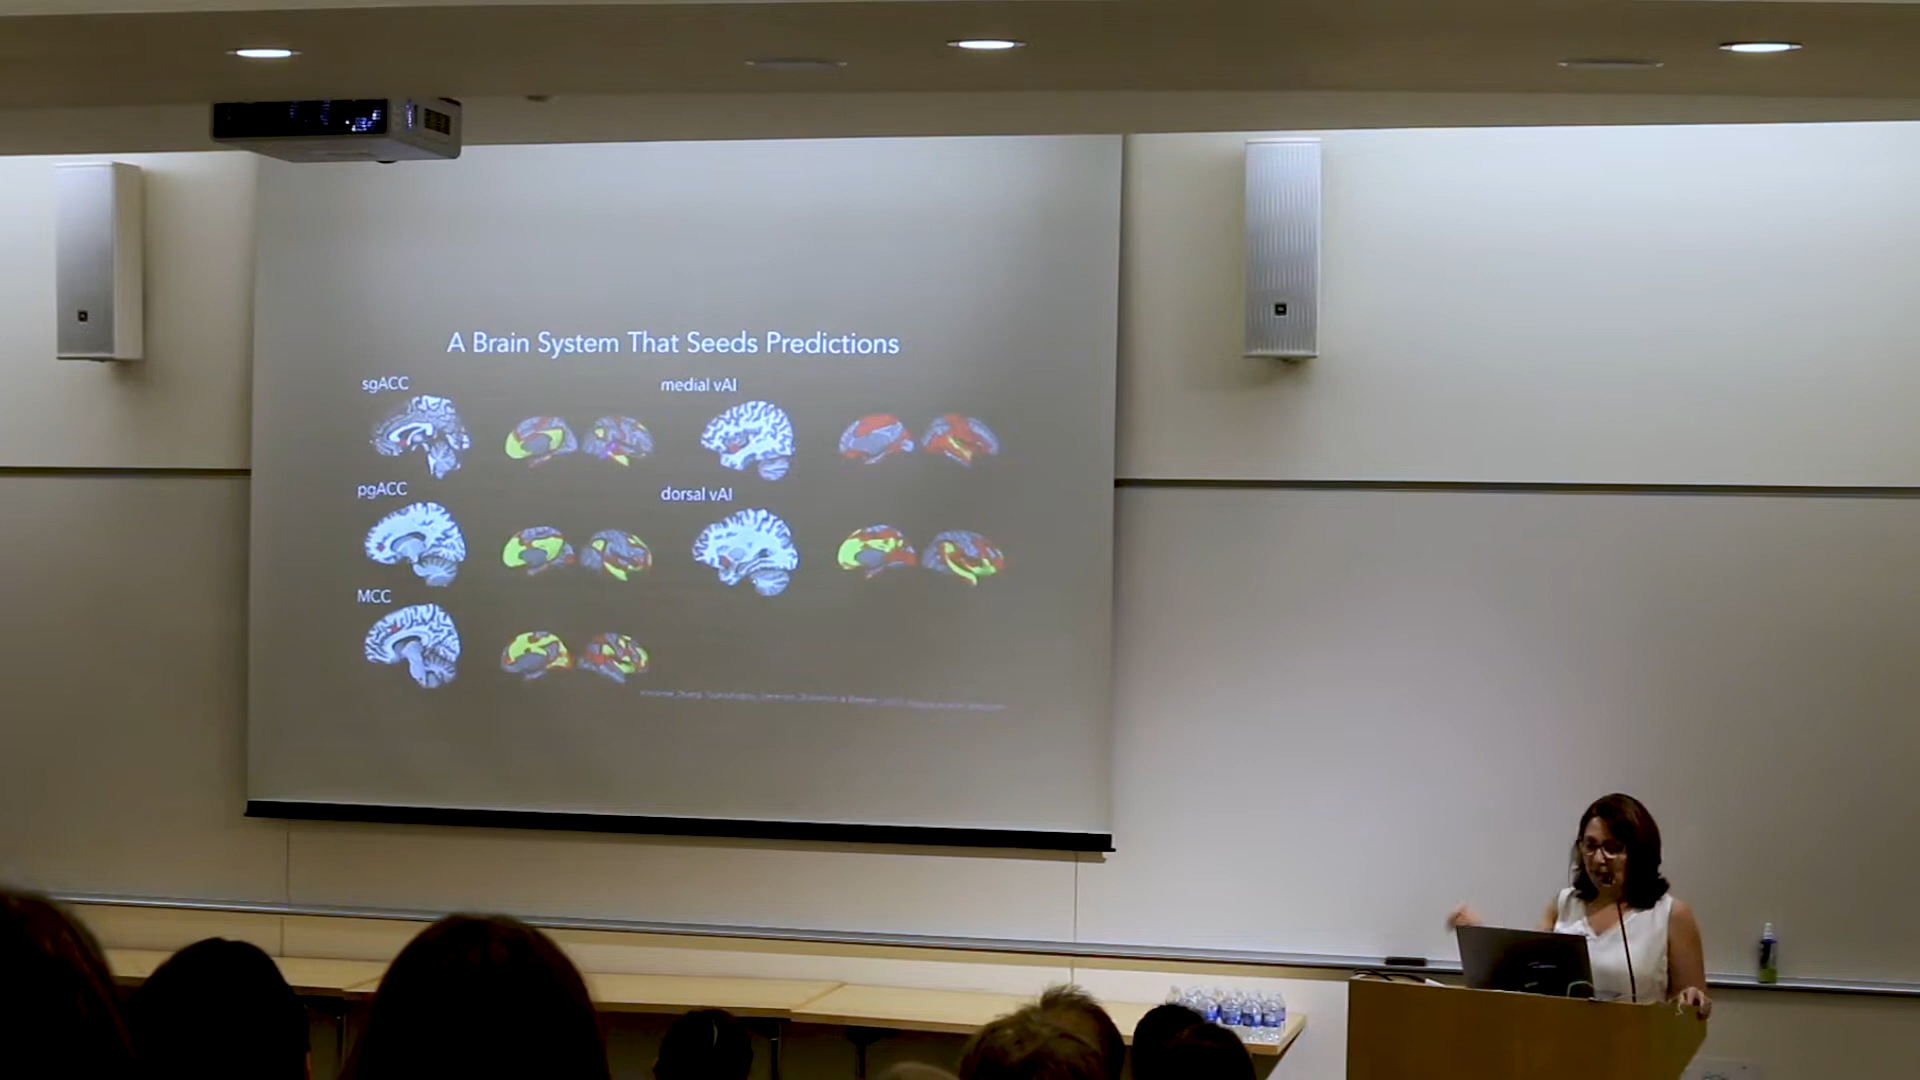 A Brain System That Seeds Predictions
sgACC
medial vAI
pgACC
dorsal vAI
MCC